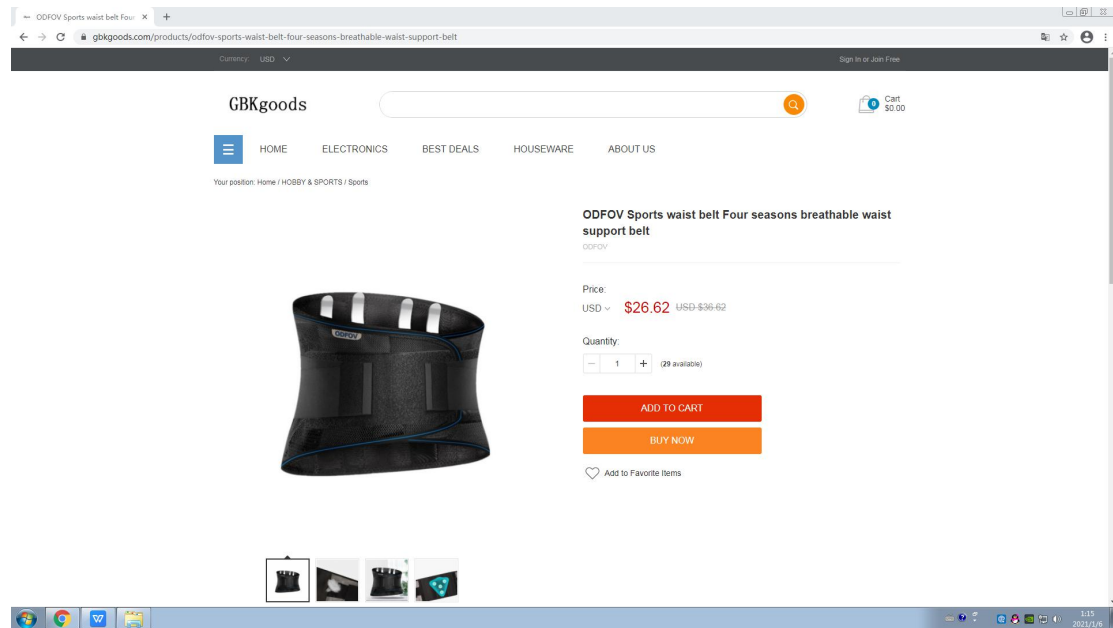 ODFOV Sports waist belt Four
gbkgoods.com/products/odfov-sports-waist-belt-four-seasons-breathable-waist-support-belt
Currency: USD
Sign In or Join Free
GBKgoods
0
Cart
$0.00
HOME ELECTRONICS BEST DEALS HOUSEWARE ABOUT US
Your position: Home / HOBBY & SPORTS / Sports
ODFOV Sports waist belt Four seasons breathable waist
support belt
ODFOV
Price:
USD $26.62 USD $36.62
Quantity:
1 (29 available)
ADD TO CART
BUY NOW
Add to Favorite Items
ODFOV
1:15
2021/1/6